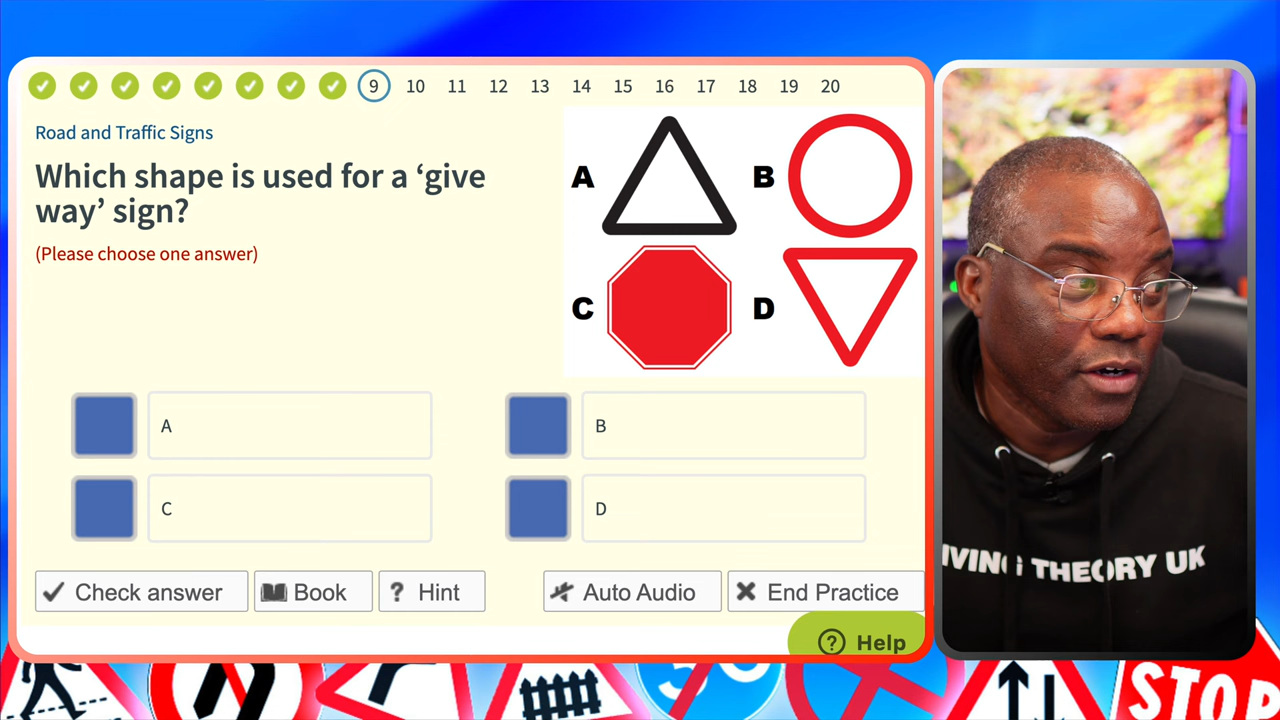 9 10 11 12 13 14 15 16 17 18 19 20
Road and Traffic Signs
Which shape is used for a ‘give
way’ sign?
(Please choose one answer)
A
B
C
D
A
B
C
D
✓ Check answer
Book
? Hint
Auto Audio
✕ End Practice
? Help
IVING THEORY UK
STOP